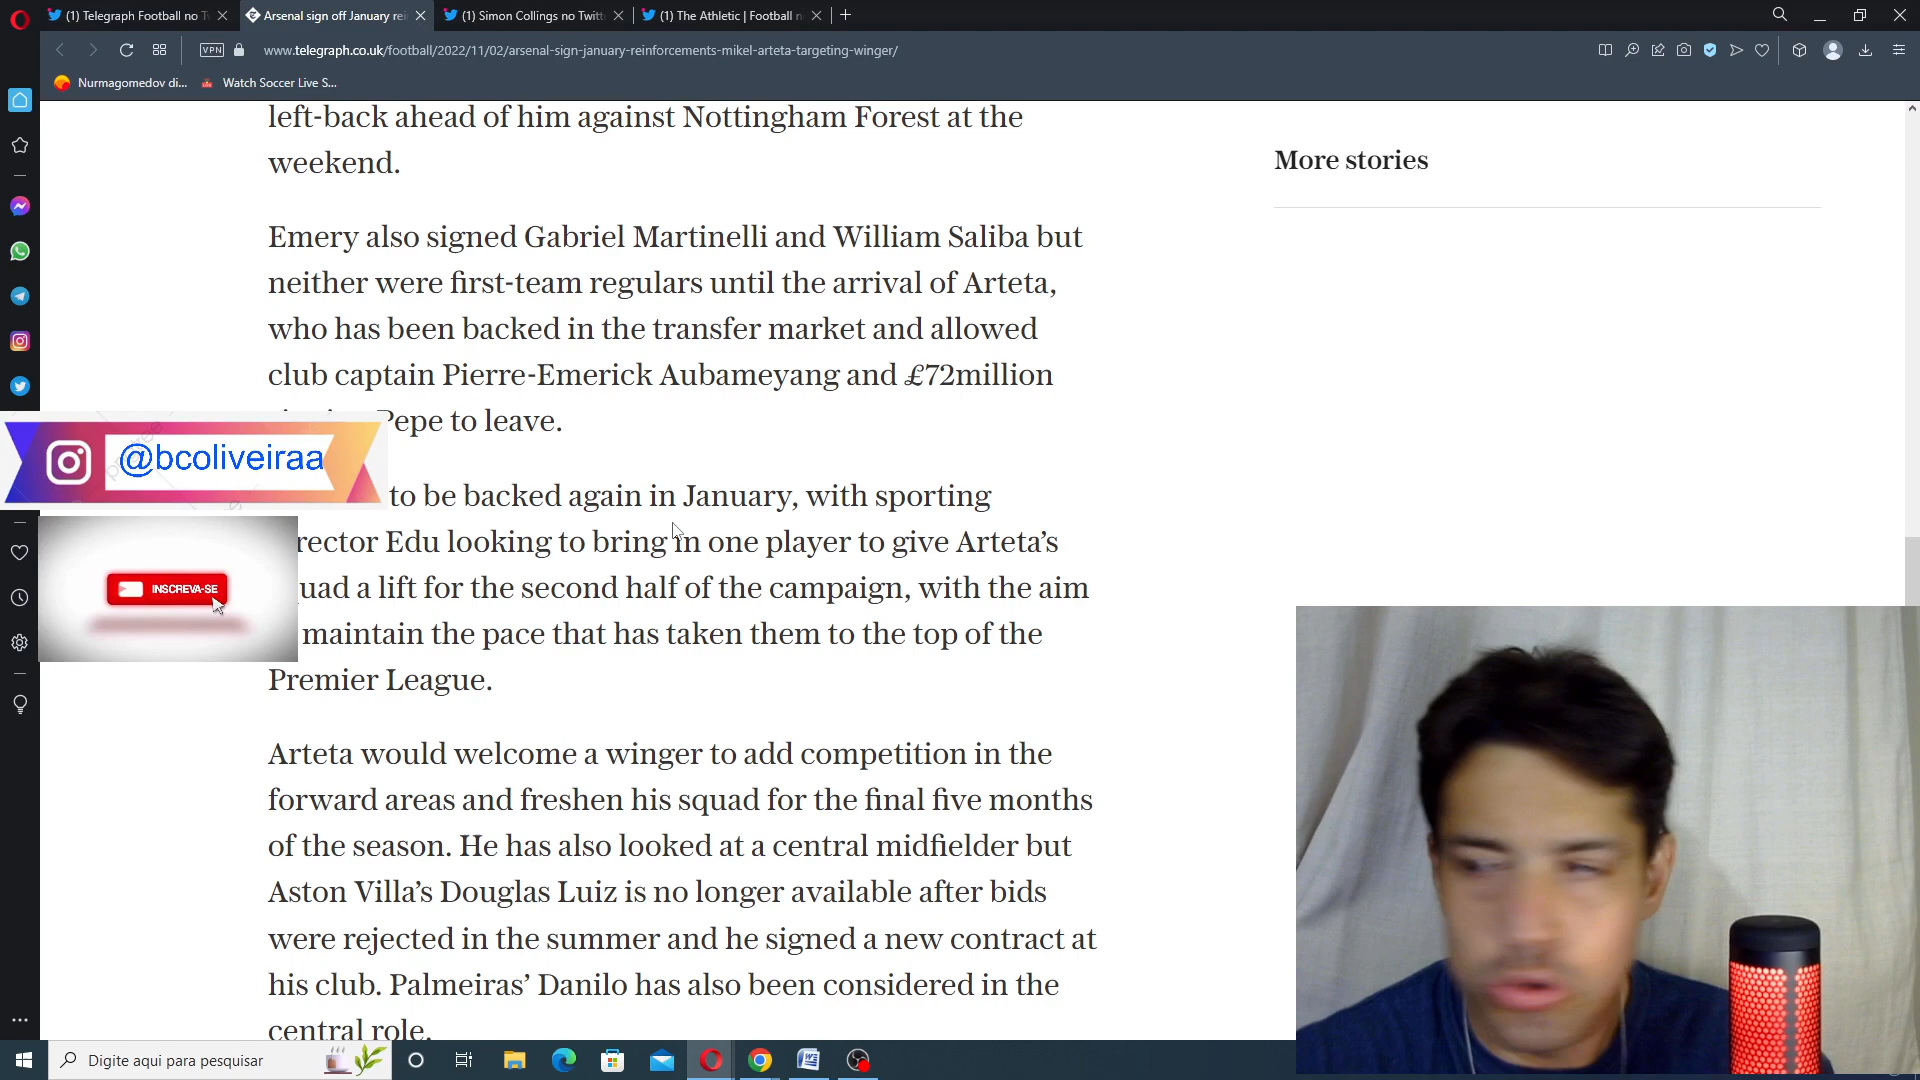 (1) Telegraph Football no T
Arsenal sign off January rei
(1) Simon Collings no Twitt
(1) The Athletic | Football n
VPN
www.telegraph.co.uk/football/2022/11/02/arsenal-sign-january-reinforcements-mikel-arteta-targeting-winger/
Nurmagomedov di...
Watch Soccer Live S...
left-back ahead of him against Nottingham Forest at the
weekend.
More stories
Emery also signed Gabriel Martinelli and William Saliba but
neither were first-team regulars until the arrival of Arteta,
who has been backed in the transfer market and allowed
club captain Pierre-Emerick Aubameyang and £72million
Pepe to leave.
@bcoliveiraa
to be backed again in January, with sporting
rector Edu looking to bring in one player to give Arteta’s
uad a lift for the second half of the campaign, with the aim
INSCREVA-SE
maintain the pace that has taken them to the top of the
Premier League.
Arteta would welcome a winger to add competition in the
forward areas and freshen his squad for the final five months
of the season. He has also looked at a central midfielder but
Aston Villa’s Douglas Luiz is no longer available after bids
were rejected in the summer and he signed a new contract at
his club. Palmeiras’ Danilo has also been considered in the
central role.
Digite aqui para pesquisar